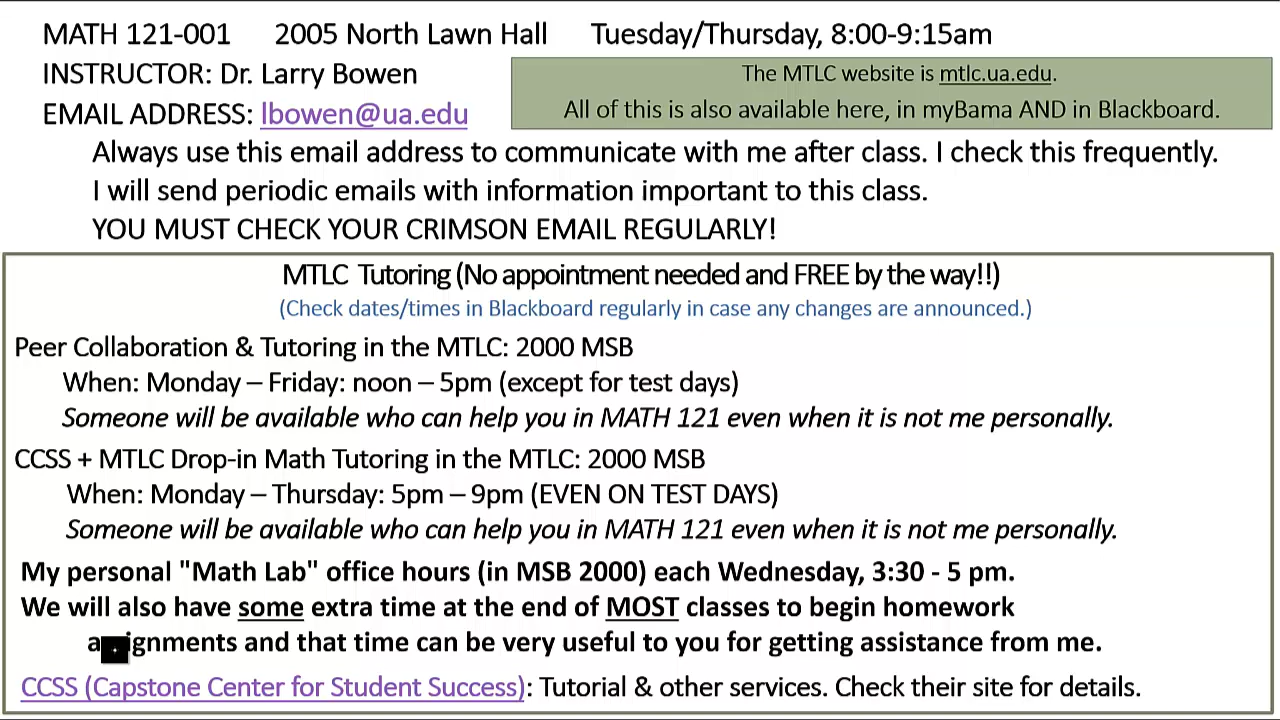 MATH 121-001 2005 North Lawn Hall Tuesday/Thursday, 8:00-9:15am
INSTRUCTOR: Dr. Larry Bowen
EMAIL ADDRESS: lbowen@ua.edu
The MTLC website is mtlc.ua.edu.
All of this is also available here, in myBama AND in Blackboard.
Always use this email address to communicate with me after class. I check this frequently.
I will send periodic emails with information important to this class.
YOU MUST CHECK YOUR CRIMSON EMAIL REGULARLY!
MTLC Tutoring (No appointment needed and FREE by the way!!)
(Check dates/times in Blackboard regularly in case any changes are announced.)
Peer Collaboration & Tutoring in the MTLC: 2000 MSB
When: Monday – Friday: noon – 5pm (except for test days)
Someone will be available who can help you in MATH 121 even when it is not me personally.
CCSS + MTLC Drop-in Math Tutoring in the MTLC: 2000 MSB
When: Monday – Thursday: 5pm – 9pm (EVEN ON TEST DAYS)
Someone will be available who can help you in MATH 121 even when it is not me personally.
My personal "Math Lab" office hours (in MSB 2000) each Wednesday, 3:30 - 5 pm.
We will also have some extra time at the end of MOST classes to begin homework
and that time can be very useful to you for getting assistance from me.
CCSS (Capstone Center for Student Success): Tutorial & other services. Check their site for details.